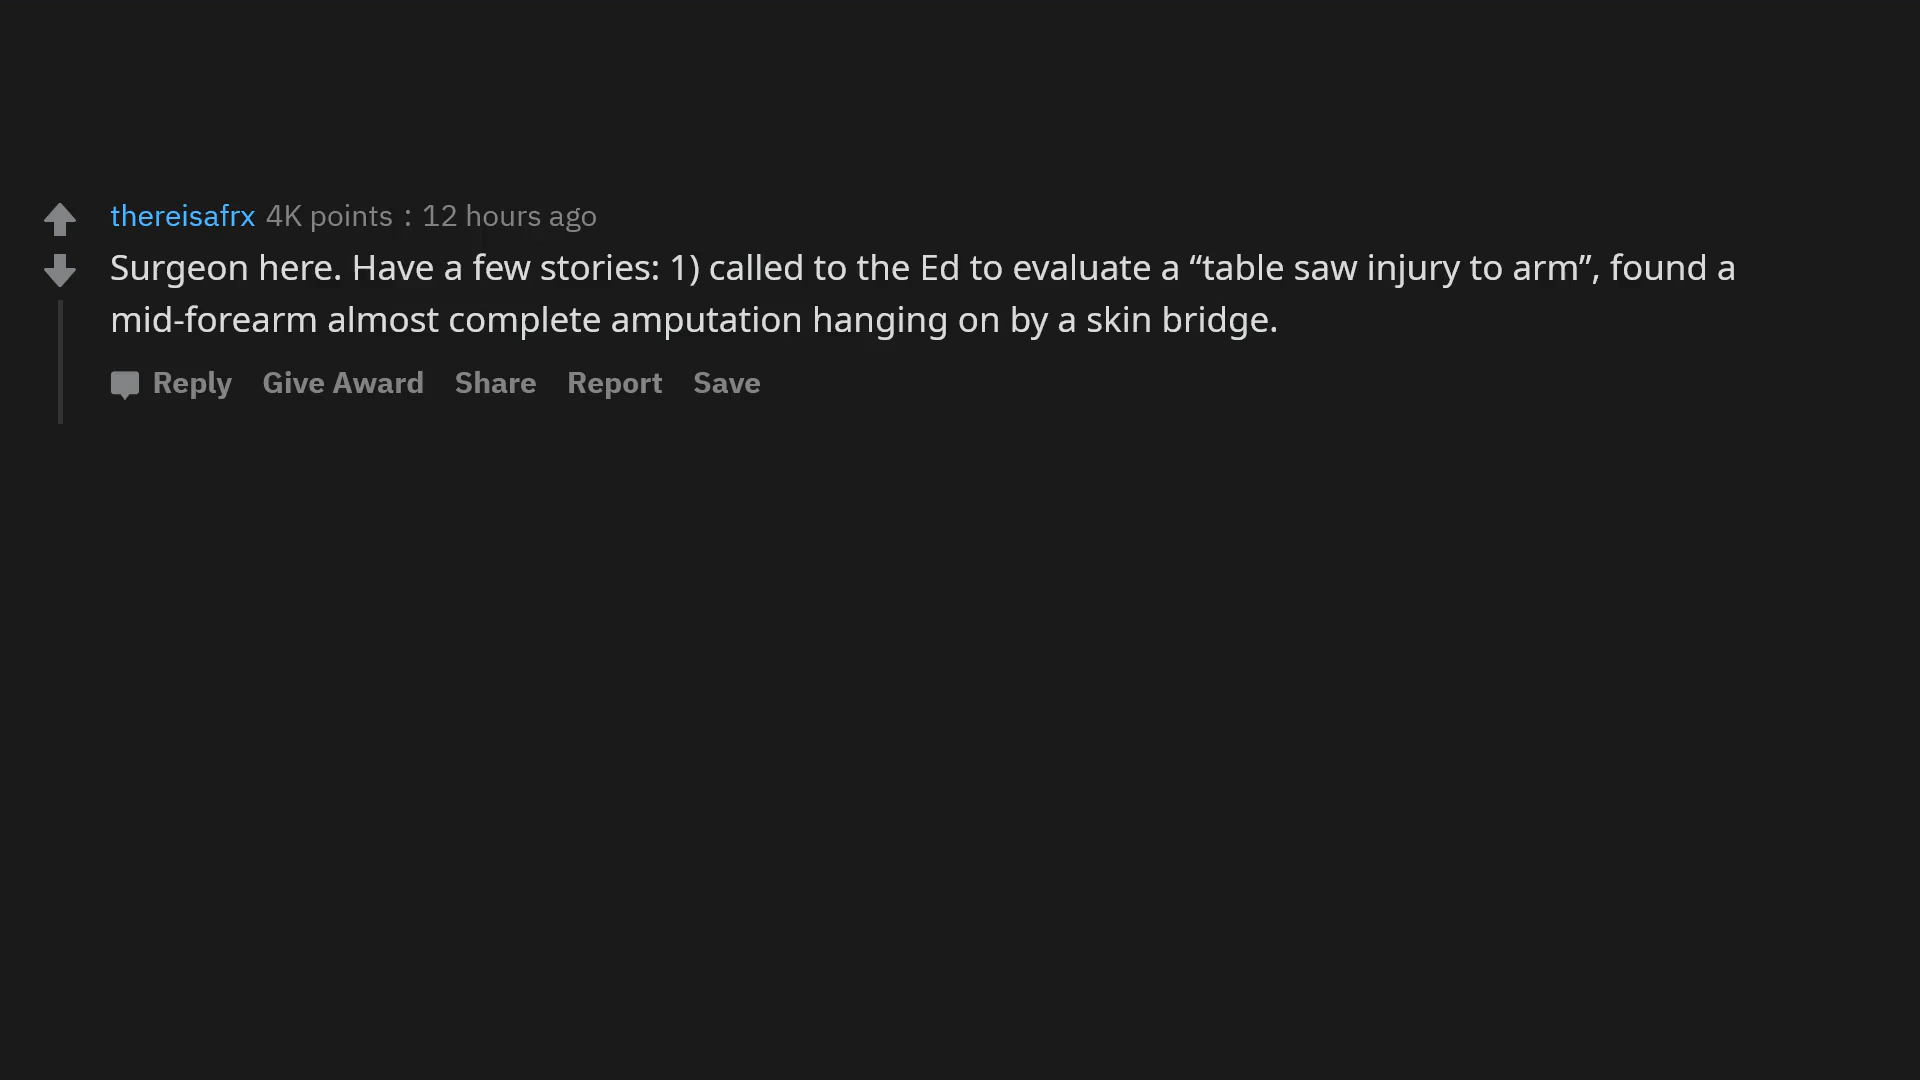 thereisafrx 4K points : 12 hours ago
Surgeon here. Have a few stories: 1) called to the Ed to evaluate a “table saw injury to arm”, found a
mid-forearm almost complete amputation hanging on by a skin bridge.
Reply Give Award Share Report Save